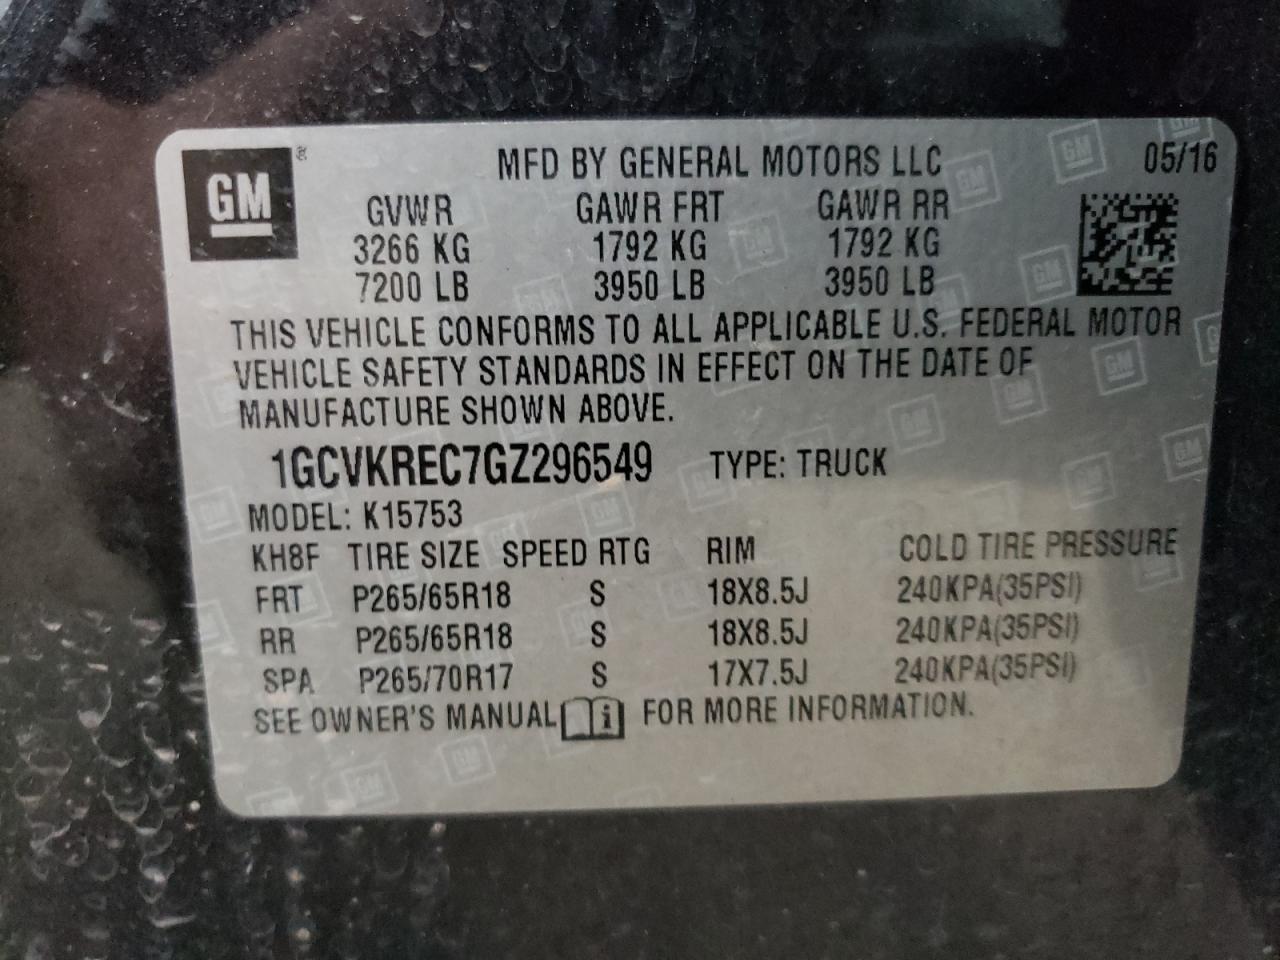 GM ®
MFD BY GENERAL MOTORS LLC 05/16
GVWR GAWR FRT GAWR RR
3266 KG 1792 KG 1792 KG
7200 LB 3950 LB 3950 LB
THIS VEHICLE CONFORMS TO ALL APPLICABLE U.S. FEDERAL MOTOR
VEHICLE SAFETY STANDARDS IN EFFECT ON THE DATE OF
MANUFACTURE SHOWN ABOVE.
1GCVKREC7GZ296549 TYPE: TRUCK
MODEL: K15753
KH8F TIRE SIZE SPEED RTG RIM COLD TIRE PRESSURE
FRT P265/65R18 S 18X8.5J 240KPA(35PSI)
RR P265/65R18 S 18X8.5J 240KPA(35PSI)
SPA P265/70R17 S 17X7.5J 240KPA(35PSI)
SEE OWNER'S MANUAL FOR MORE INFORMATION.